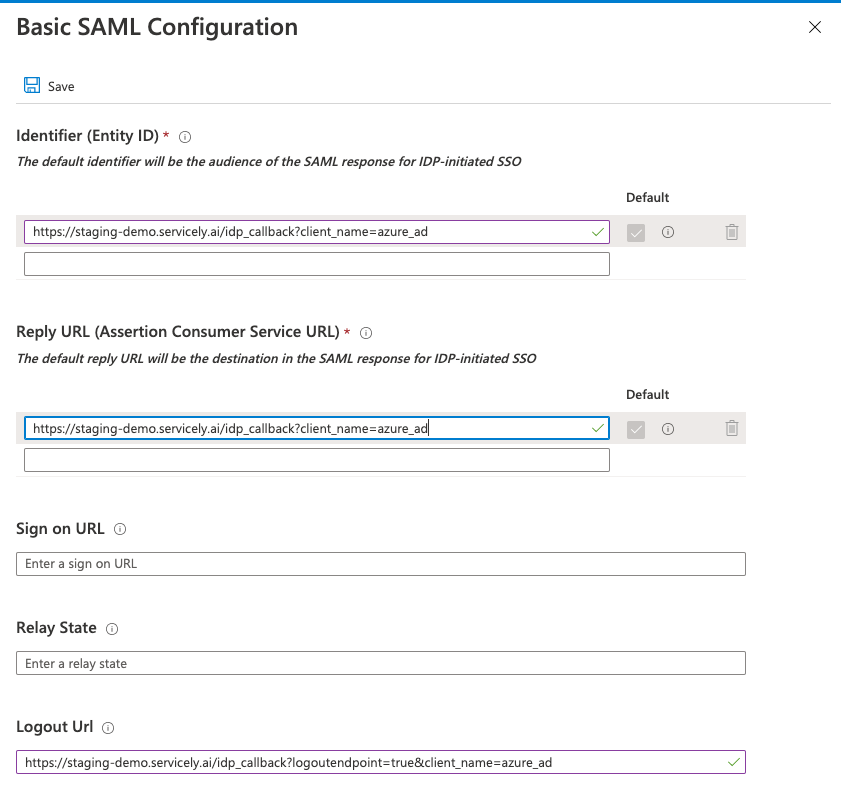 Basic SAML Configuration
Save
Identifier (Entity ID) *
The default identifier will be the audience of the SAML response for IDP-initiated SSO
Default
https://staging-demo.servicely.ai/idp_callback?client_name=azure_ad
Reply URL (Assertion Consumer Service URL) *
The default reply URL will be the destination in the SAML response for IDP-initiated SSO
Default
https://staging-demo.servicely.ai/idp_callback?client_name=azure_ad
Sign on URL
Enter a sign on URL
Relay State
Enter a relay state
Logout Url
https://staging-demo.servicely.ai/idp_callback?logoutendpoint=true&client_name=azure_ad